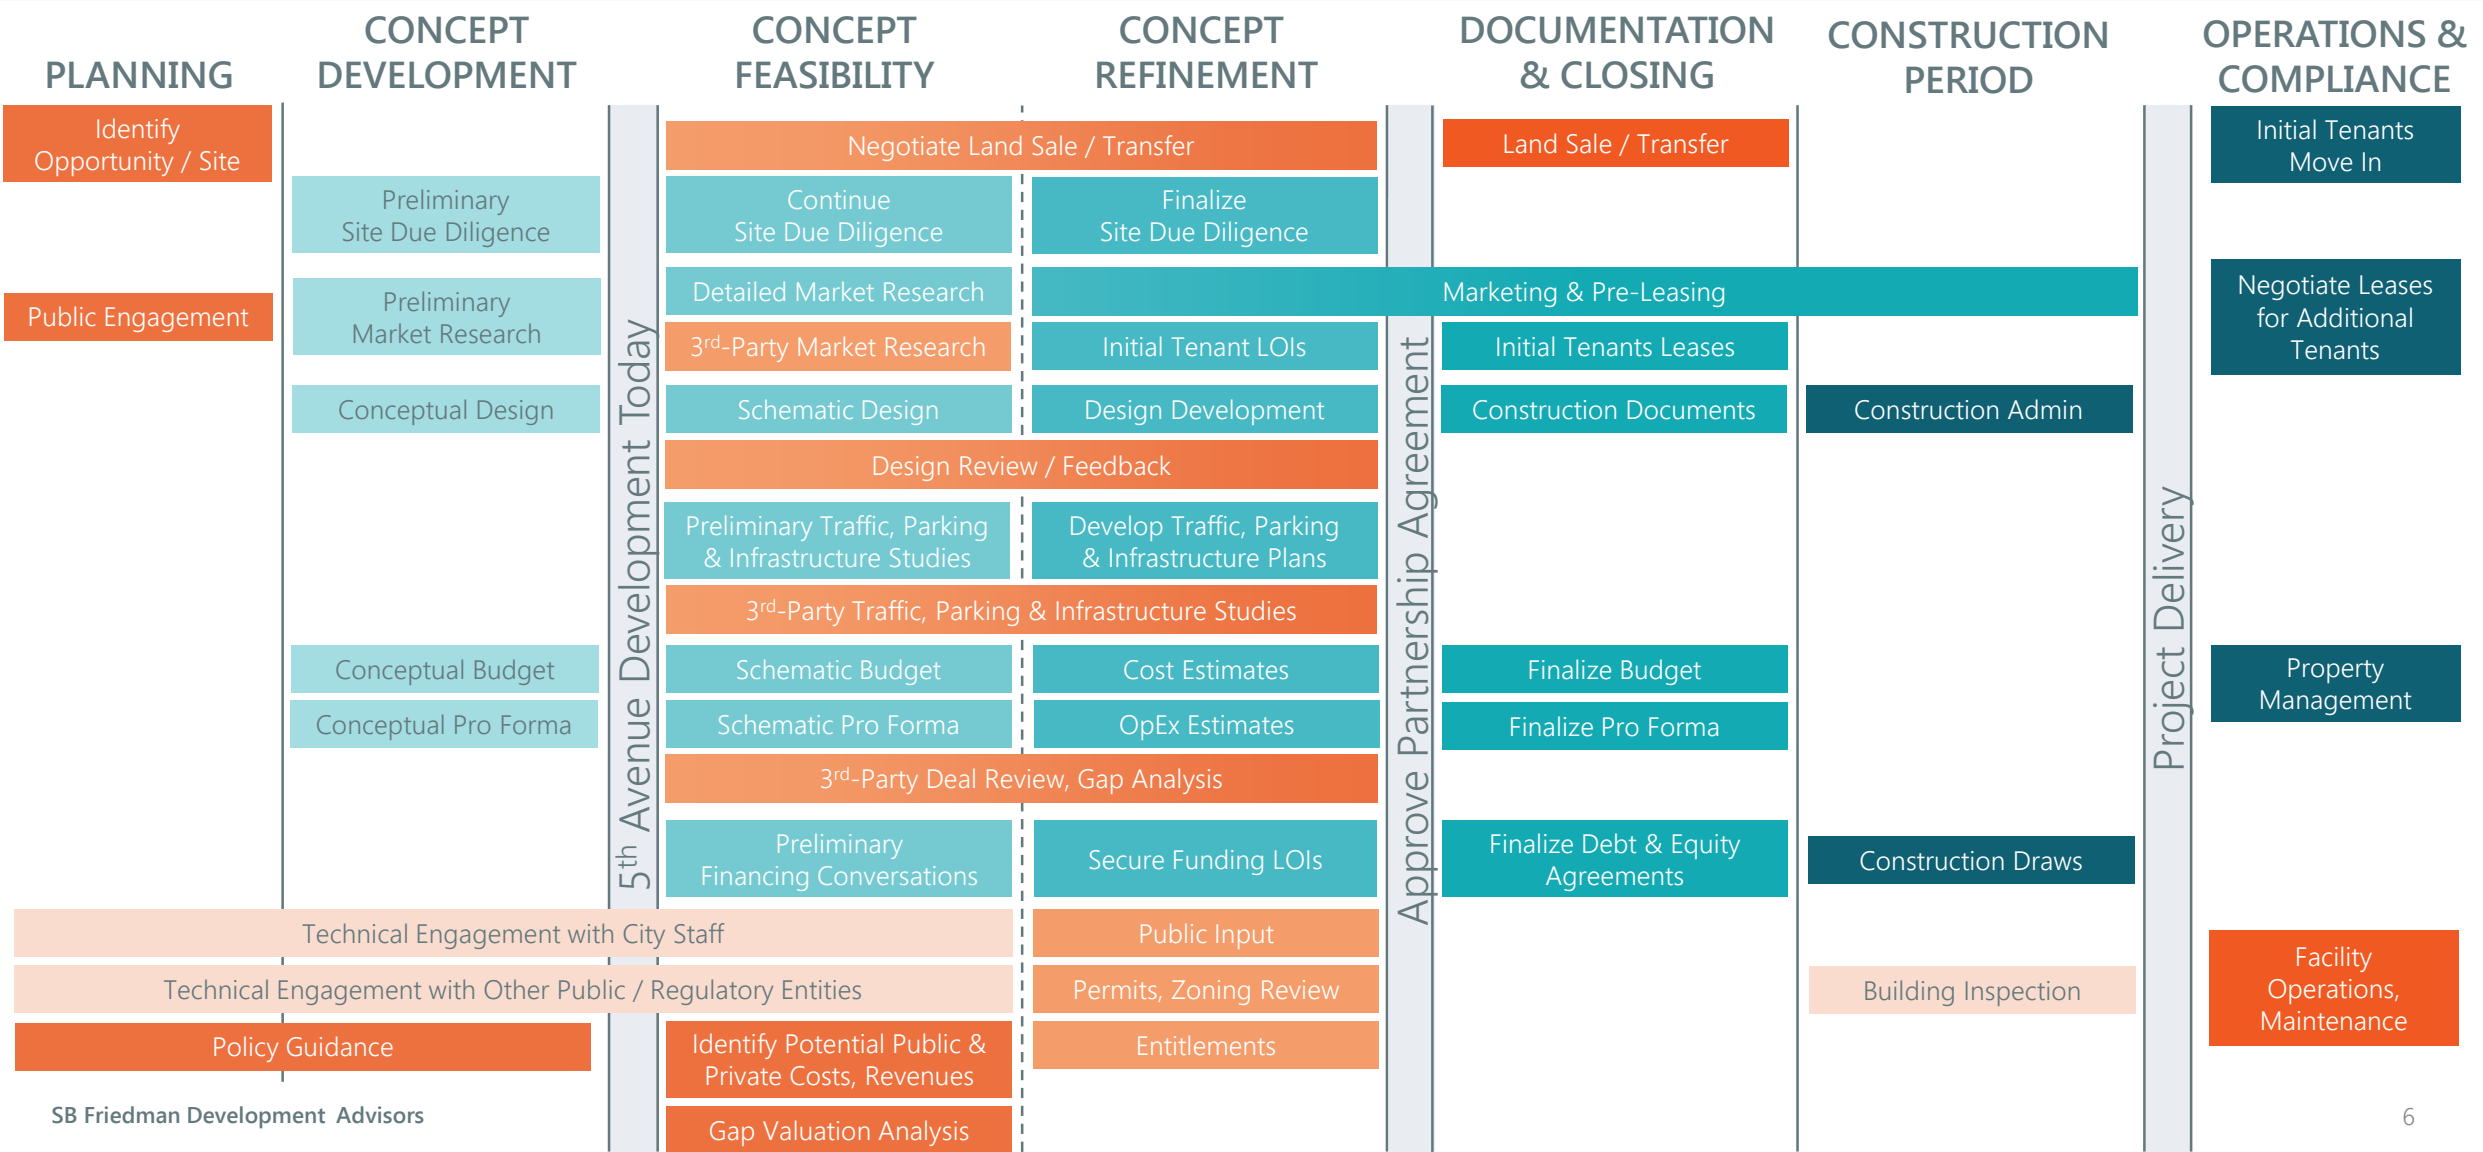 PLANNING
CONCEPT
DEVELOPMENT
CONCEPT
FEASIBILITY
CONCEPT
REFINEMENT
DOCUMENTATION
& CLOSING
CONSTRUCTION
PERIOD
OPERATIONS &
COMPLIANCE
Identify
Opportunity / Site
Public Engagement
Preliminary
Site Due Diligence
Preliminary
Market Research
Conceptual Design
Conceptual Budget
Conceptual Pro Forma
5th Avenue Development Today
Negotiate Land Sale / Transfer
Continue
Site Due Diligence
Finalize
Site Due Diligence
Detailed Market Research
Marketing & Pre-Leasing
3rd-Party Market Research
Initial Tenant LOIs
Schematic Design
Design Development
Design Review / Feedback
Preliminary Traffic, Parking
& Infrastructure Studies
Develop Traffic, Parking
& Infrastructure Plans
3rd-Party Traffic, Parking & Infrastructure Studies
Schematic Budget
Cost Estimates
Schematic Pro Forma
OpEx Estimates
3rd-Party Deal Review, Gap Analysis
Preliminary
Financing Conversations
Secure Funding LOIs
Technical Engagement with City Staff
Public Input
Technical Engagement with Other Public / Regulatory Entities
Permits, Zoning Review
Policy Guidance
Identify Potential Public &
Private Costs, Revenues
Entitlements
Gap Valuation Analysis
Approve Partnership Agreement
Land Sale / Transfer
Initial Tenants Leases
Construction Documents
Finalize Budget
Finalize Pro Forma
Finalize Debt & Equity
Agreements
Construction Admin
Construction Draws
Building Inspection
Project Delivery
Initial Tenants
Move In
Negotiate Leases
for Additional
Tenants
Property
Management
Facility
Operations,
Maintenance
SB Friedman Development Advisors
6